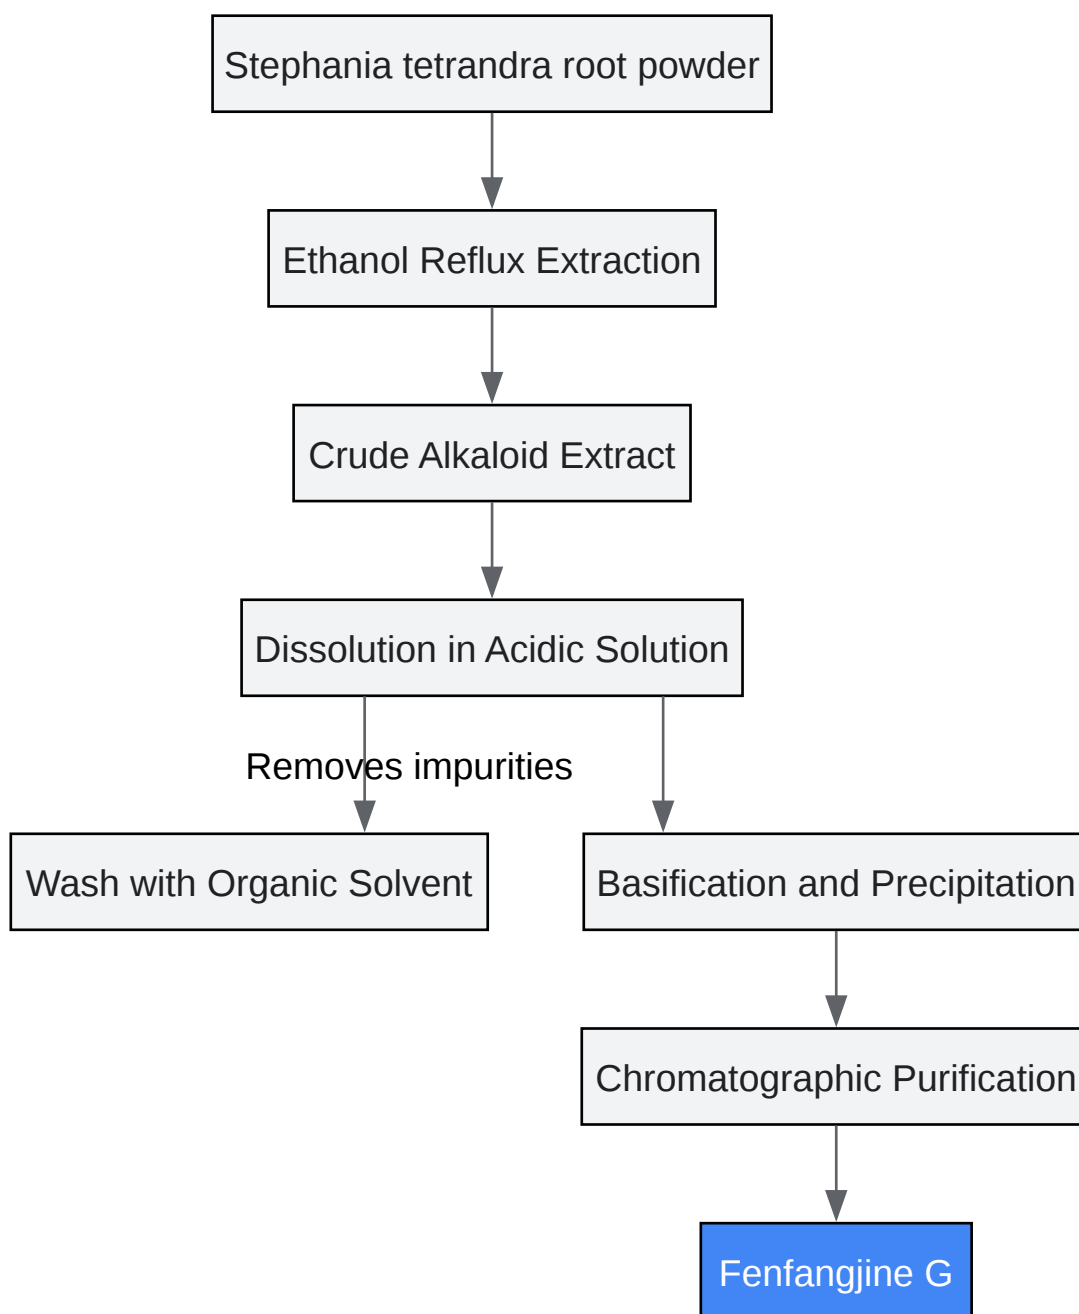 Stephania tetrandra root powder
Ethanol Reflux Extraction
Crude Alkaloid Extract
Dissolution in Acidic Solution
Removes impurities
Wash with Organic Solvent
Basification and Precipitation
Chromatographic Purification
Fenfangjine G